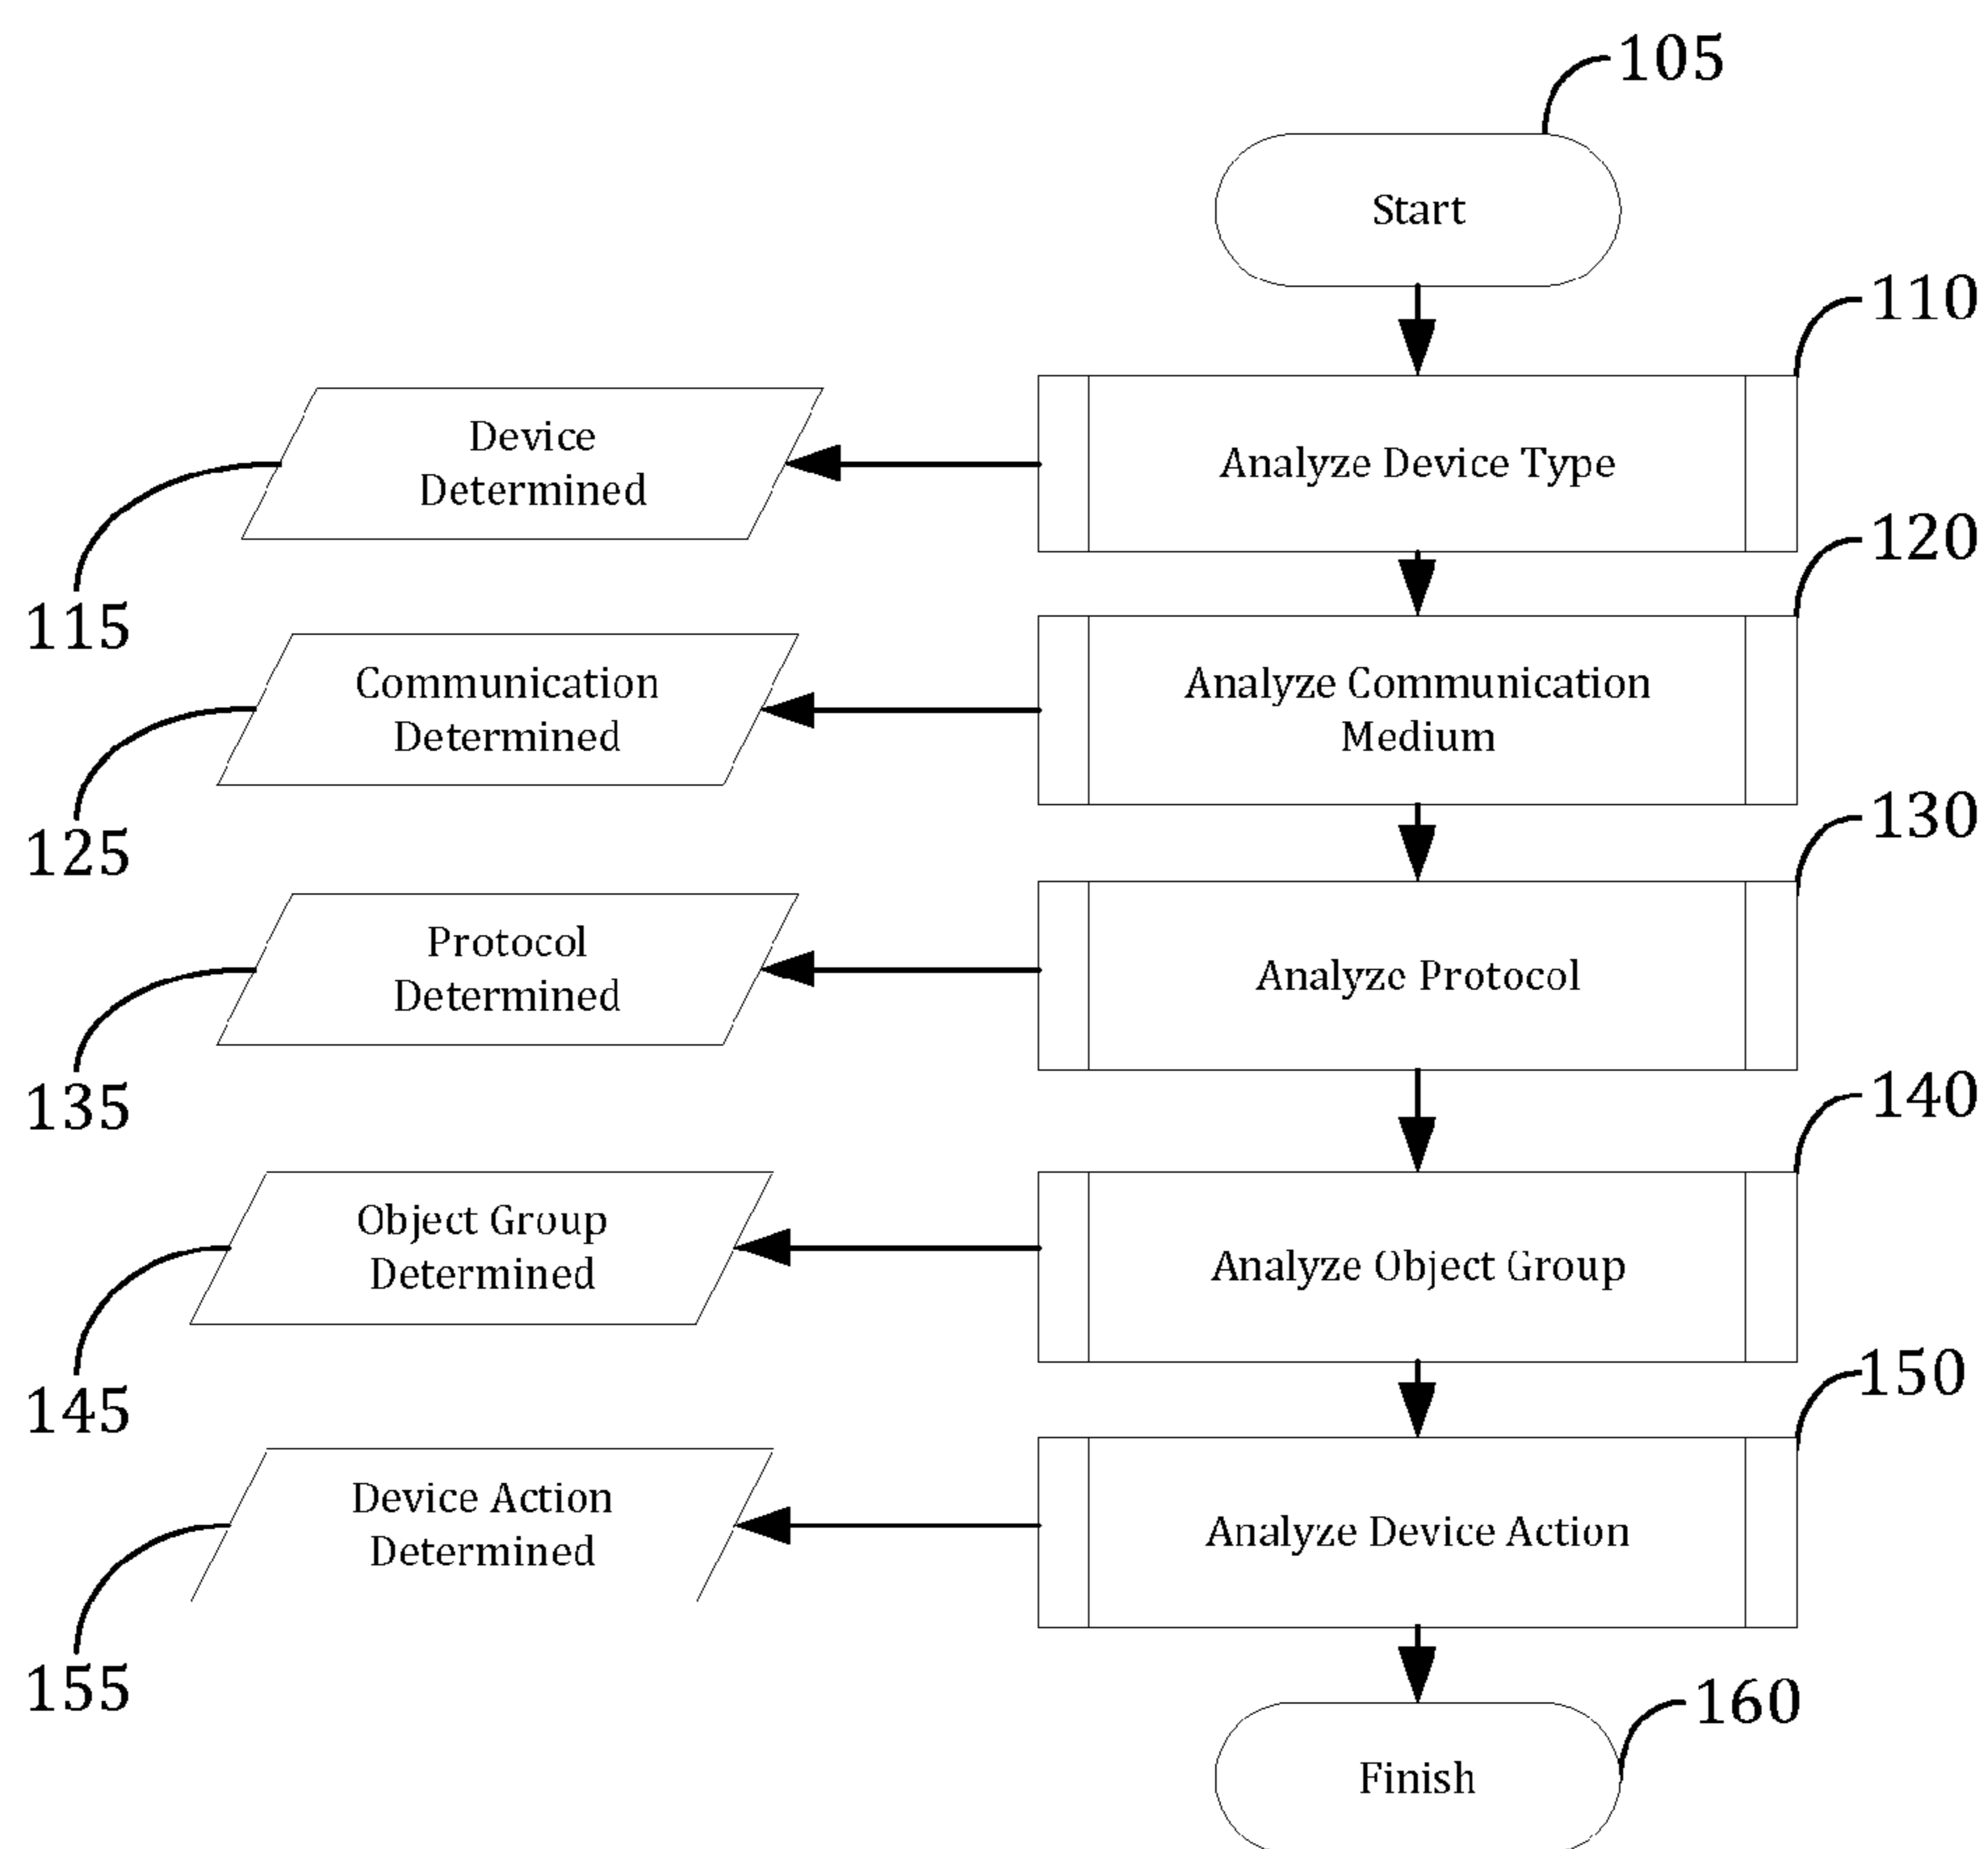 105
Start
110
Device
Determined
Analyze Device Type
115
120
Communication
Determined
Analyze Communication
Medium
125
130
Protocol
Determined
Analyze Protocol
135
140
Object Group
Determined
Analyze Object Group
145
150
Device Action
Determined
Analyze Device Action
155
160
Finish